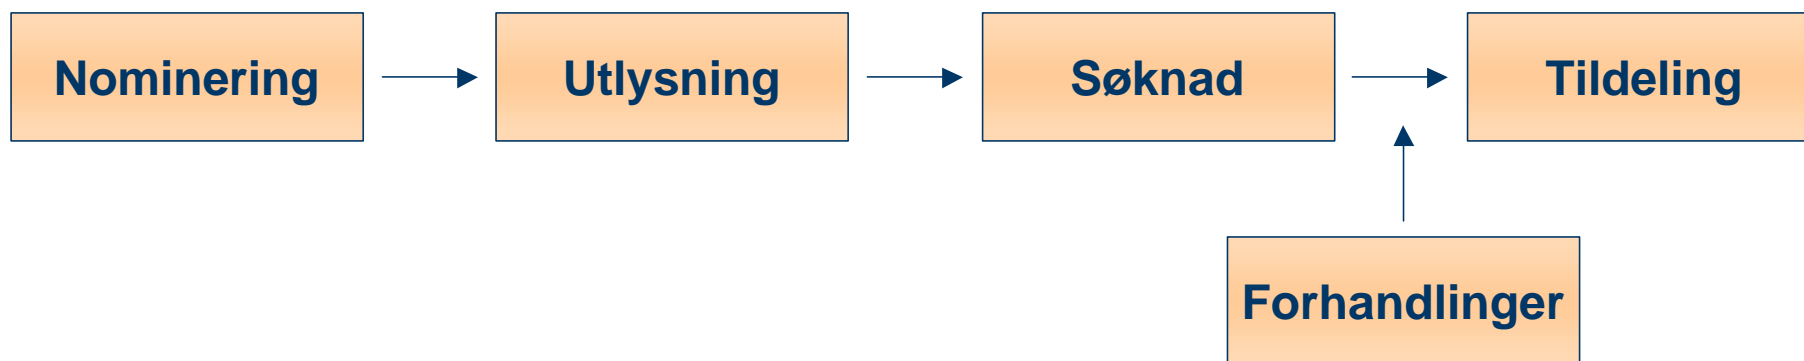 Nominering
Utlysning
Søknad
Tildeling
Forhandlinger